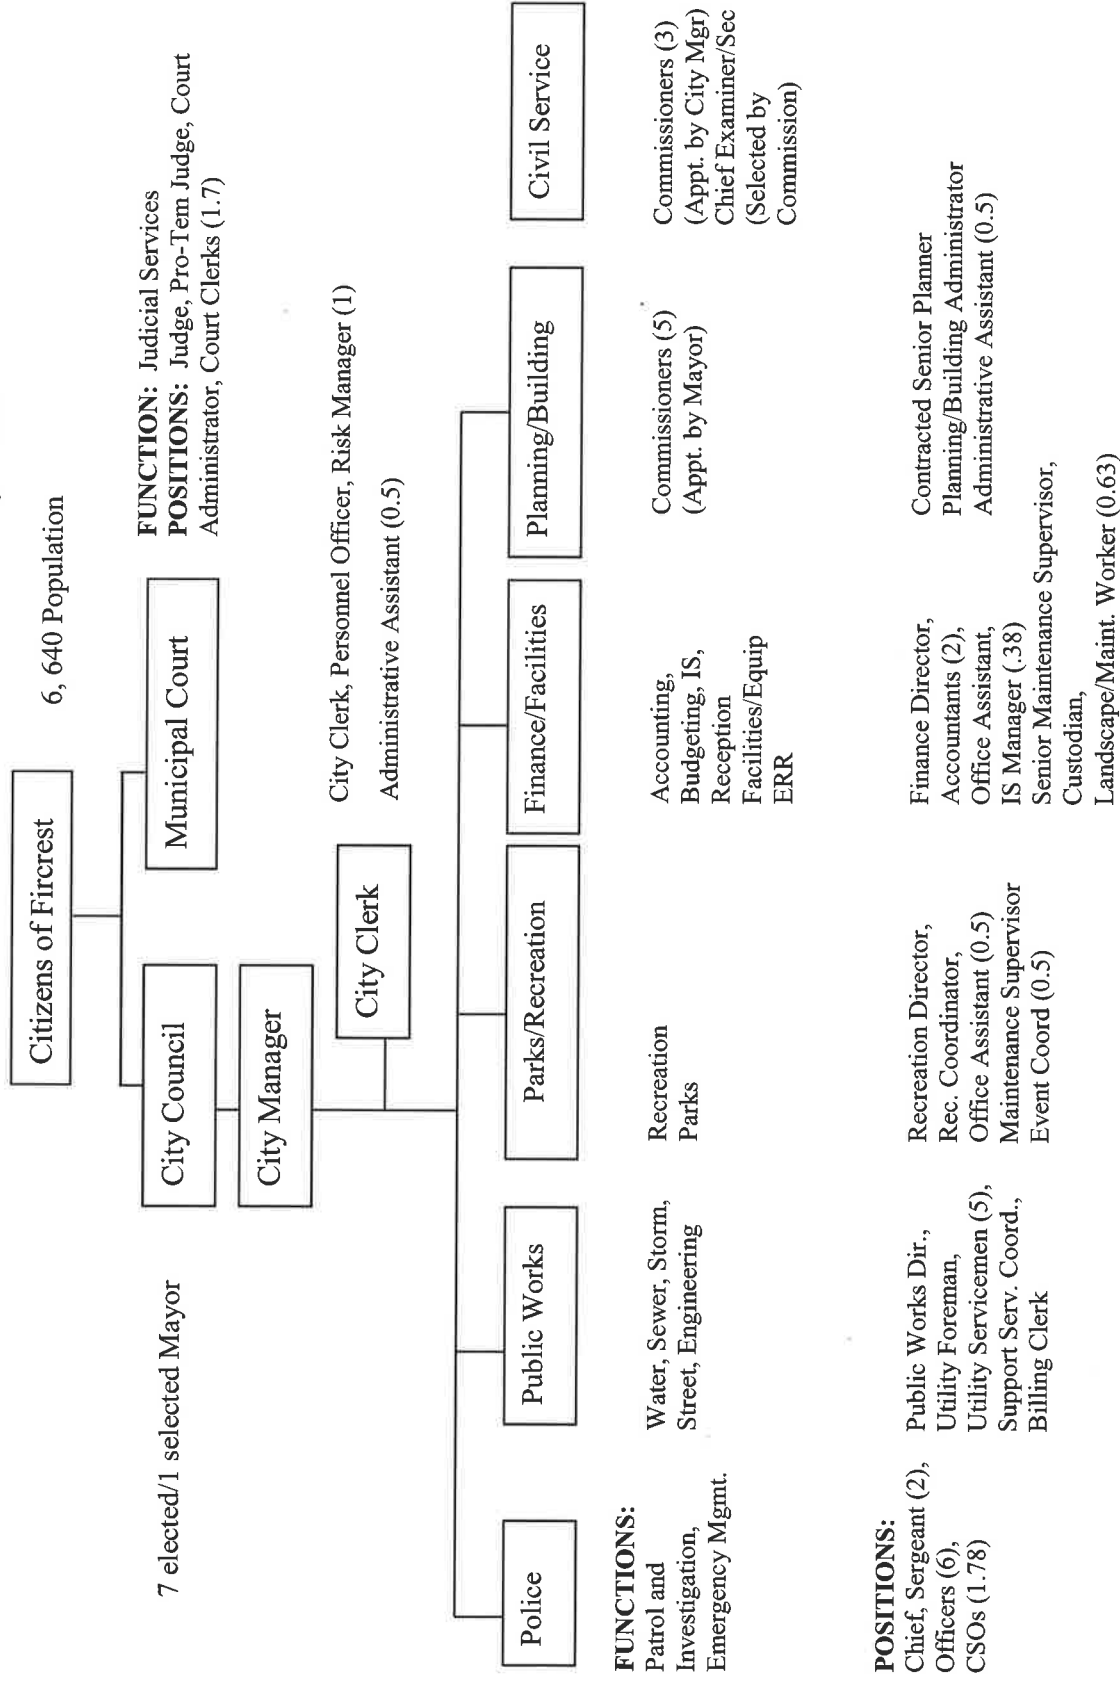 Citizens of Fircrest
6, 640 Population
7 elected/1 selected Mayor
City Council
Municipal Court
FUNCTION: Judicial Services
POSITIONS: Judge, Pro-Tem Judge, Court
Administrator, Court Clerks (1.7)
City Manager
City Clerk
City Clerk, Personnel Officer, Risk Manager (1)
Administrative Assistant (0.5)
Police
Public Works
Parks/Recreation
Finance/Facilities
Planning/Building
Civil Service
FUNCTIONS:
Patrol and
Investigation,
Emergency Mgmt.
Water, Sewer, Storm,
Street, Engineering
Recreation
Parks
Accounting,
Budgeting, IS,
Reception
Facilities/Equip
ERR
Commissioners (5)
(Appt. by Mayor)
Commissioners (3)
(Appt. by City Mgr)
Chief Examiner/Sec
(Selected by
Commission)
POSITIONS:
Chief, Sergeant (2),
Officers (6),
CSOs (1.78)
Public Works Dir.,
Utility Foreman,
Utility Servicemen (5),
Support Serv. Coord.,
Billing Clerk
Recreation Director,
Rec. Coordinator,
Office Assistant (0.5)
Maintenance Supervisor
Event Coord (0.5)
Finance Director,
Accountants (2),
Office Assistant,
IS Manager (.38)
Senior Maintenance Supervisor,
Custodian,
Landscape/Maint. Worker (0.63)
Contracted Senior Planner
Planning/Building Administrator
Administrative Assistant (0.5)